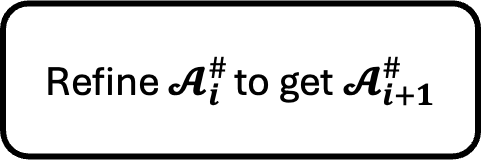 Refine 𝓐ᵢ^# to get 𝓐ᵢ₊₁^#